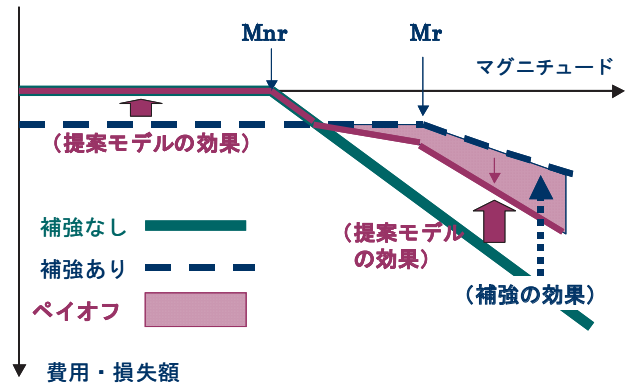 Mnr
Mr
マグニチュード
（提案モデルの効果）
補強なし
補強あり
ペイオフ
（提案モデル
の効果）
（補強の効果）
費用・損失額